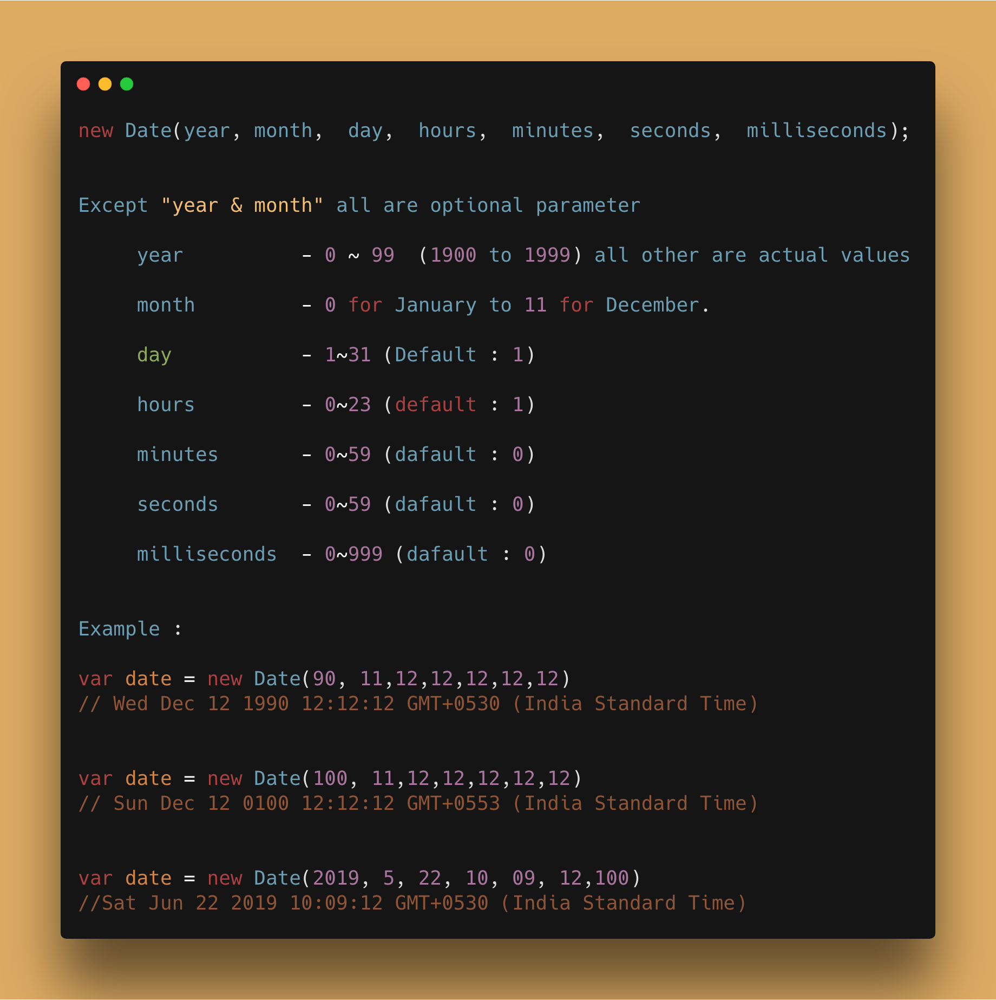 new Date(year, month,  day,  hours,  minutes,  seconds,  milliseconds);
Except "year & month" all are optional parameter
year          - 0 ~ 99  (1900 to 1999) all other are actual values
month         - 0 for January to 11 for December.
day           - 1~31 (Default : 1)
hours         - 0~23 (default : 1)
minutes       - 0~59 (dafault : 0)
seconds       - 0~59 (dafault : 0)
milliseconds  - 0~999 (dafault : 0)
Example :
var date = new Date(90, 11,12,12,12,12,12)
// Wed Dec 12 1990 12:12:12 GMT+0530 (India Standard Time)
var date = new Date(100, 11,12,12,12,12,12)
// Sun Dec 12 0100 12:12:12 GMT+0553 (India Standard Time)
var date = new Date(2019, 5, 22, 10, 09, 12,100)
//Sat Jun 22 2019 10:09:12 GMT+0530 (India Standard Time)